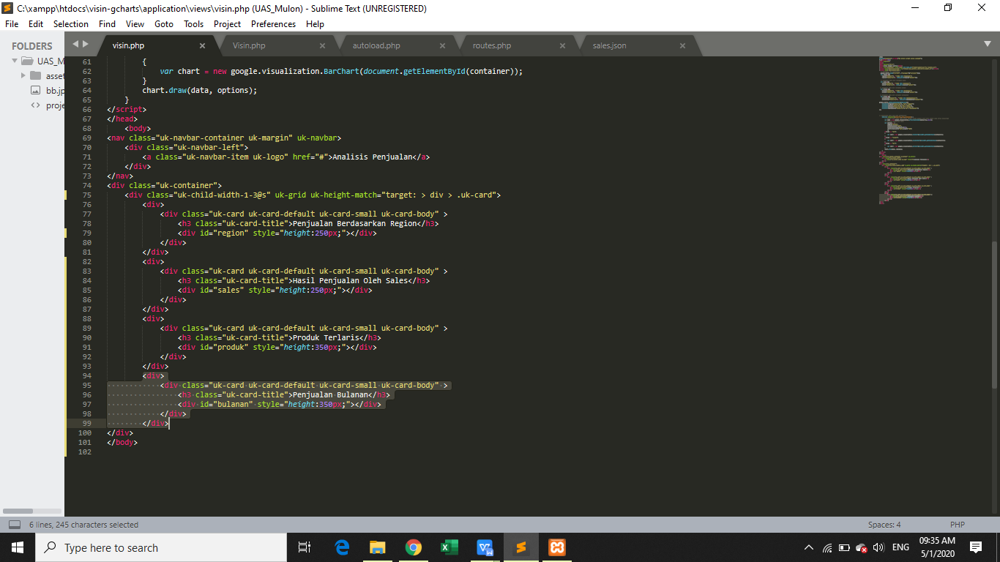 C:\xampp\htdocs\visin-gcharts\application\views\visin.php (UAS_Mulon) - Sublime Text (UNREGISTERED)
File Edit Selection Find View Goto Tools Project Preferences Help
FOLDERS
UAS_M
asset
bb.jp
proje
visin.php Visin.php autoload.php routes.php sales.json
61 {
62 var chart = new google.visualization.BarChart(document.getElementById(container));
63 }
64 chart.draw(data, options);
65 }
66 </script>
67 </head>
68 <body>
69 <nav class="uk-navbar-container uk-margin" uk-navbar>
70 <div class="uk-navbar-left">
71 <a class="uk-navbar-item uk-logo" href="#">Analisis Penjualan</a>
72 </div>
73 </nav>
74 <div class="uk-container">
75 <div class="uk-child-width-1-3@s" uk-grid uk-height-match="target: > div > .uk-card">
76 <div>
77 <div class="uk-card uk-card-default uk-card-small uk-card-body" >
78 <h3 class="uk-card-title">Penjualan Berdasarkan Region</h3>
79 <div id="region" style="height:250px;"></div>
80 </div>
81 </div>
82 <div>
83 <div class="uk-card uk-card-default uk-card-small uk-card-body" >
84 <h3 class="uk-card-title">Hasil Penjualan Oleh Sales</h3>
85 <div id="sales" style="height:250px;"></div>
86 </div>
87 </div>
88 <div>
89 <div class="uk-card uk-card-default uk-card-small uk-card-body" >
90 <h3 class="uk-card-title">Produk Terlaris</h3>
91 <div id="produk" style="height:350px;"></div>
92 </div>
93 </div>
94 <div>
95 <div class="uk-card uk-card-default uk-card-small uk-card-body" >
96 <h3 class="uk-card-title">Penjualan Bulanan</h3>
97 <div id="bulanan" style="height:350px;"></div>
98 </div>
99 </div>
100 </div>
101 </body>
102
6 lines, 245 characters selected Spaces: 4 PHP
Type here to search ENG 09:35 AM
5/1/2020